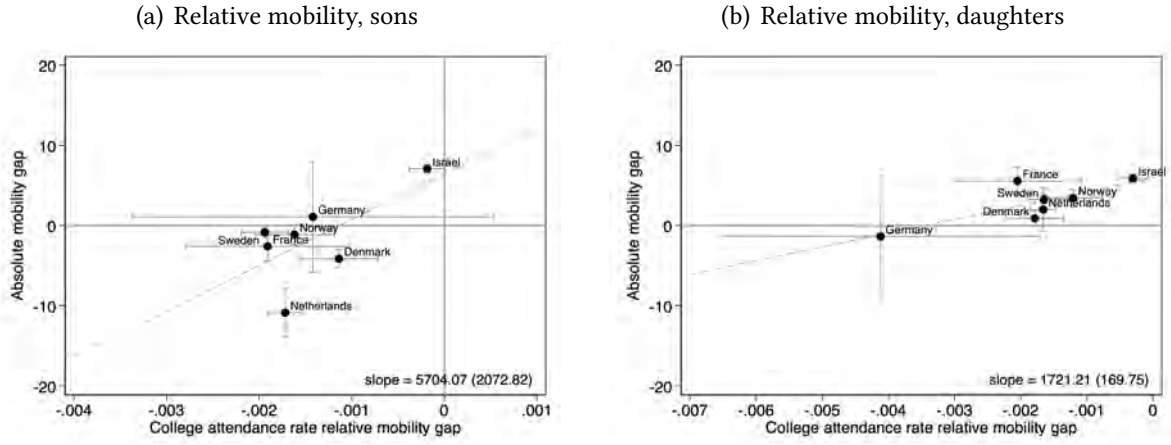 (a) Relative mobility, sons
20
10
0
-10
-20
Absolute mobility gap
Israel
Germany
Norway
Sweden
France
Denmark
Netherlands
slope = 5704.07 (2072.82)
-.004
-.003
-.002
-.001
0
.001
College attendance rate relative mobility gap
(b) Relative mobility, daughters
20
10
0
-10
-20
Absolute mobility gap
France
Israel
Sweden
Norway
Netherlands
Denmark
Germany
slope = 1721.21 (169.75)
-.007
-.006
-.005
-.004
-.003
-.002
-.001
0
College attendance rate relative mobility gap